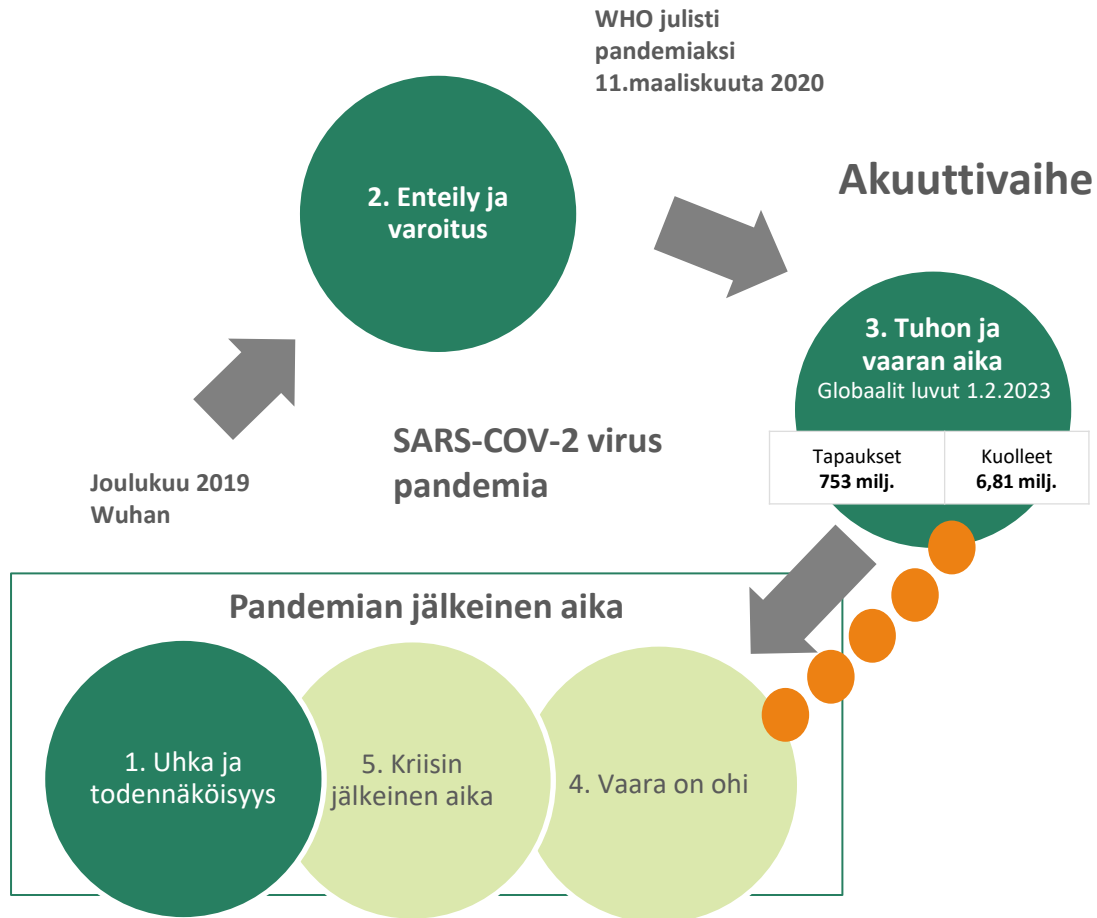 WHO julisti
pandemiaksi
11.maaliskuuta 2020
2. Enteily ja
varoitus
Akuuttivaihe
3. Tuhon ja
vaaran aika
Globaalit luvut 1.2.2023
Tapaukset
753 milj.
Kuolleet
6,81 milj.
SARS-COV-2 virus
pandemia
Joulukuu 2019
Wuhan
Pandemian jälkeinen aika
1. Uhka ja
todennäköisyys
5. Kriisin
jälkeinen aika
4. Vaara on ohi